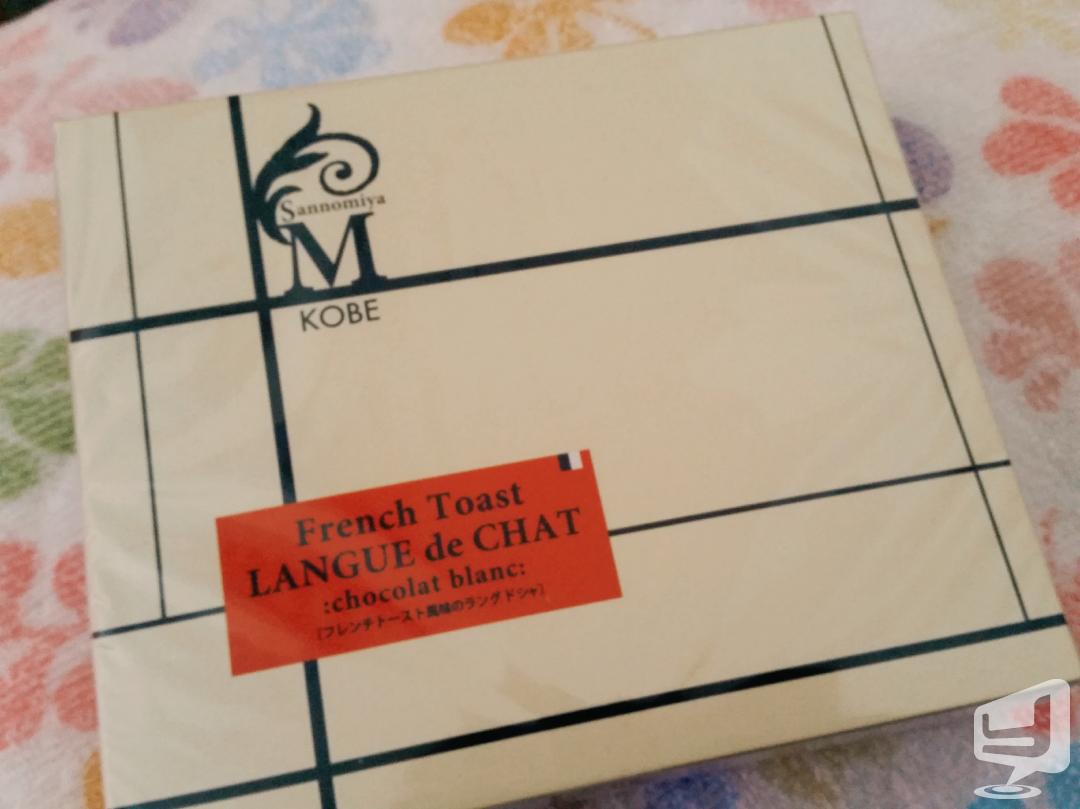 Sannomiya
M
KOBE
French Toast
LANGUE de CHAT
:chocolat blanc:
[フレンチトースト風味のラングドシャ]